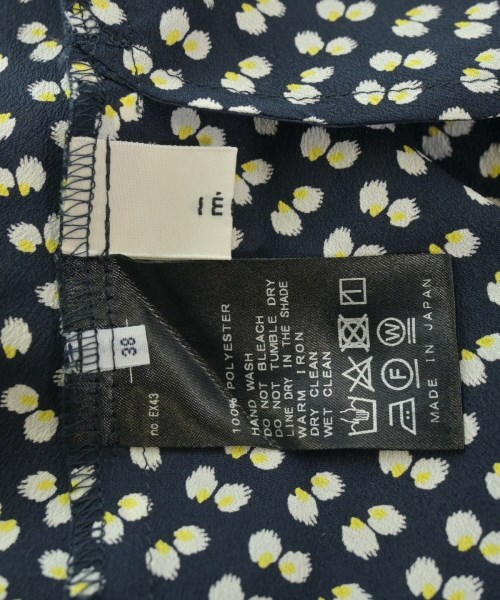 m.
38
no. EX43
100% POLYESTER
HAND WASH
DO NOT BLEACH
DO NOT TUMBLE DRY
LINE DRY IN THE SHADE
WARM IRON
DRY CLEAN
WET CLEAN
F W
MADE IN JAPAN